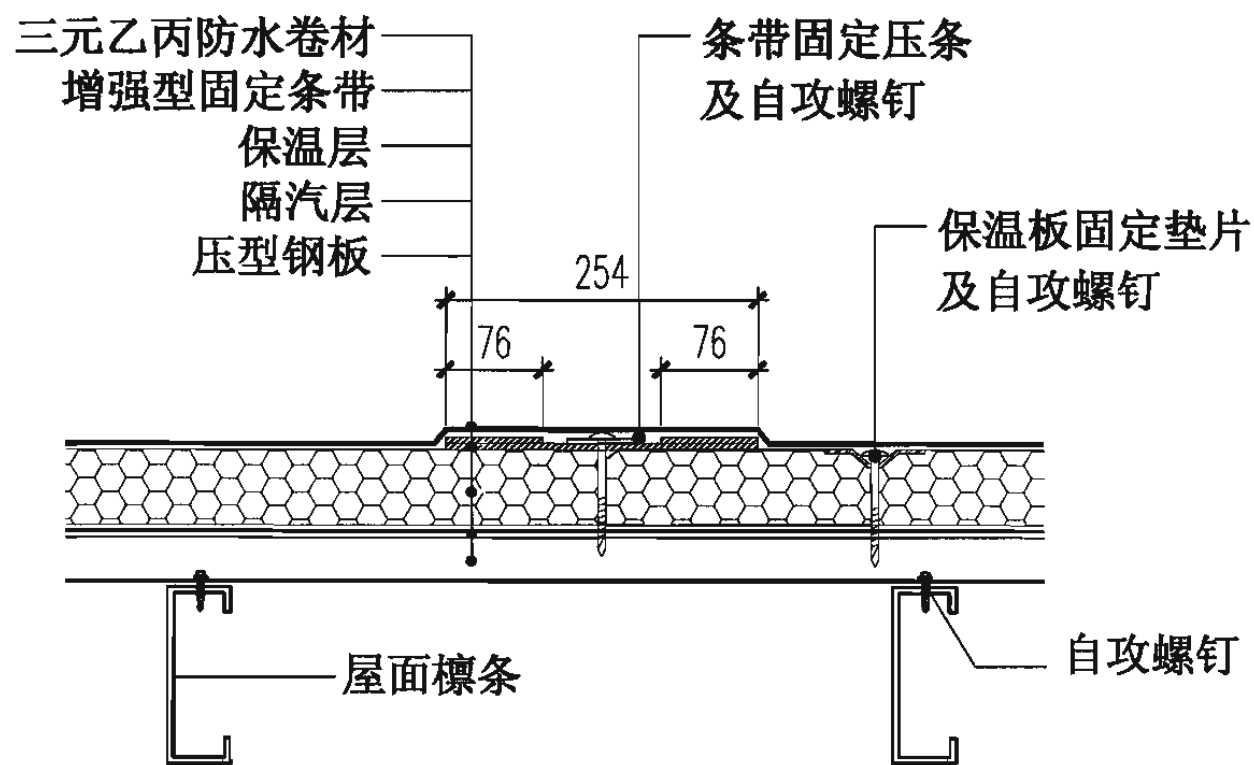 三元乙丙防水卷材
增强型固定条带
保温层
隔汽层
压型钢板
条带固定压条
及自攻螺钉
保温板固定垫片
及自攻螺钉
254
76
76
屋面檩条
自攻螺钉